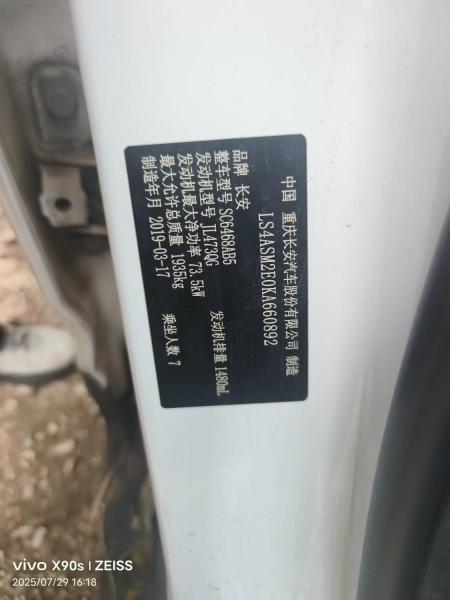 中国 重庆长安汽车股份有限公司 制造
LS4ASM2E0KA660892
品牌 长安
整车型号 SC6468AB5
发动机型号 JL473QG 发动机排量 1480mL
发动机最大净功率 73.5kW
最大允许总质量 1935kg
制造年月 2019-03-17 乘坐人数 7
vivo X90s | ZEISS
2025/07/29 16:18